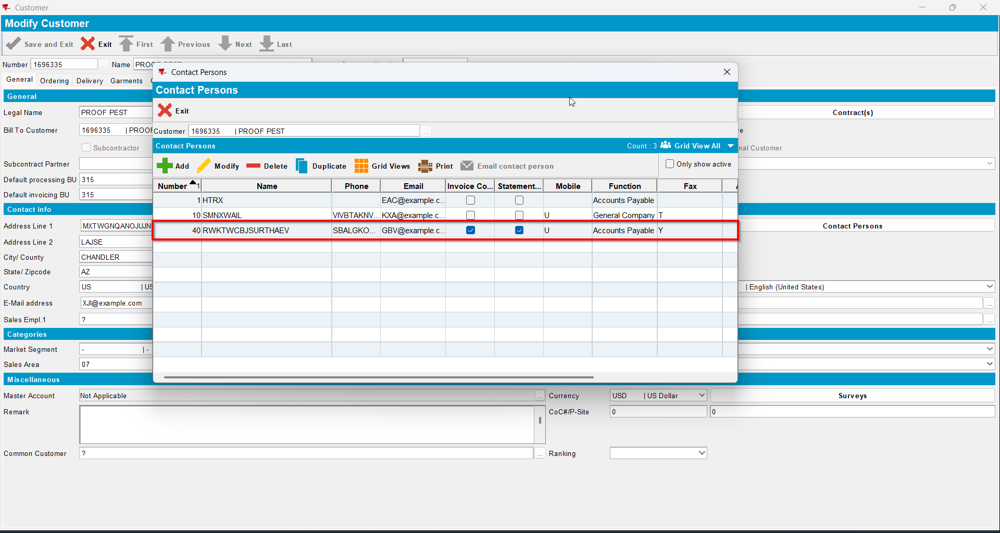 Customer
Modify Customer
Save and Exit Exit First Previous Next Last
Number 1696335 ... Name
General Ordering Delivery Garments
General
Legal Name PROOF PEST
Bill To Customer 1696335 | PROOF
Subcontractor
Subcontract Partner
Default processing BU 315
Default invoicing BU 315
Contact info
Address Line 1 MXTWGNQANOJUJN
Address Line 2 LAJSE
City/ County CHANDLER
State/ Zipcode AZ
Country US | US
E-Mail address XJI@example.com
Sales Empl.1 ?
Categories
Market Segment - | -
Sales Area 07
Miscellaneous
Master Account Not Applicable ...
Remark
Common Customer ? ...
Contact Persons
Contact Persons
Exit
Customer 1696335 | PROOF PEST ...
Contact Persons Count : 3 Grid View All
Add Modify Delete Duplicate Grid Views Print Email contact person Only show active
Number 1 Name Phone Email Invoice Co... Statement... Mobile Function Fax
1 HTRX EAC@example.c... Accounts Payable
10 SMNXWAIL VIVBTAKNV... KXA@example.c... U General Company T
40 RWKTWCBJSURTHAEV SBALGKO... GBV@example.c... U Accounts Payable Y
Contract(s)
nal Customer
Contact Persons
| English (United States)
...
...
Currency USD | US Dollar Surveys
CoC#/P-Site 0 0
Ranking